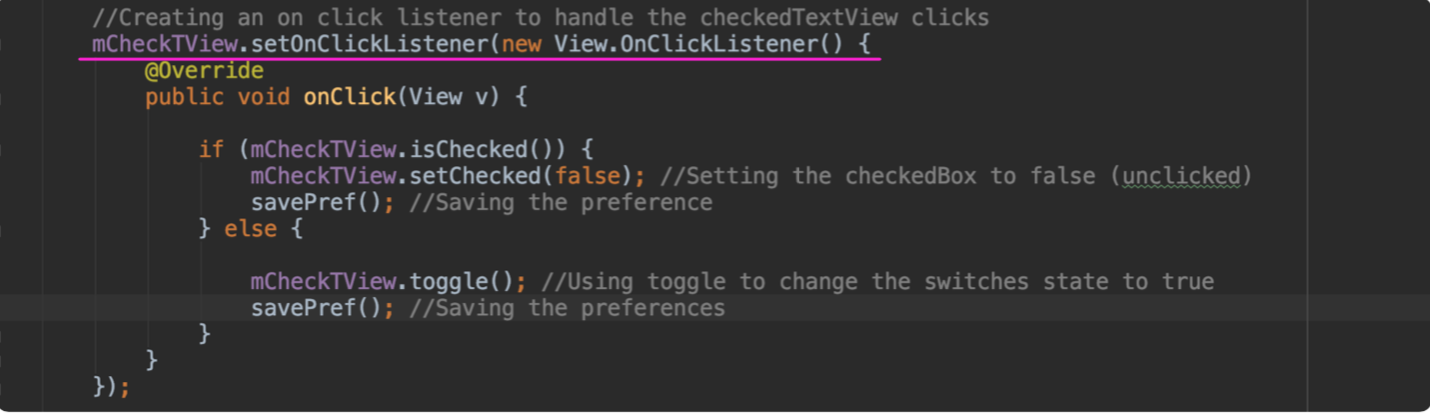 //Creating an on click listener to handle the checkedTextView clicks
mCheckTView.setOnClickListener(new View.OnClickListener() {
@Override
public void onClick(View v) {
if (mCheckTView.isChecked()) {
mCheckTView.setChecked(false); //Setting the checkedBox to false (unclicked)
savePref(); //Saving the preference
} else {
mCheckTView.toggle(); //Using toggle to change the switches state to true
savePref(); //Saving the preferences
}
}
});